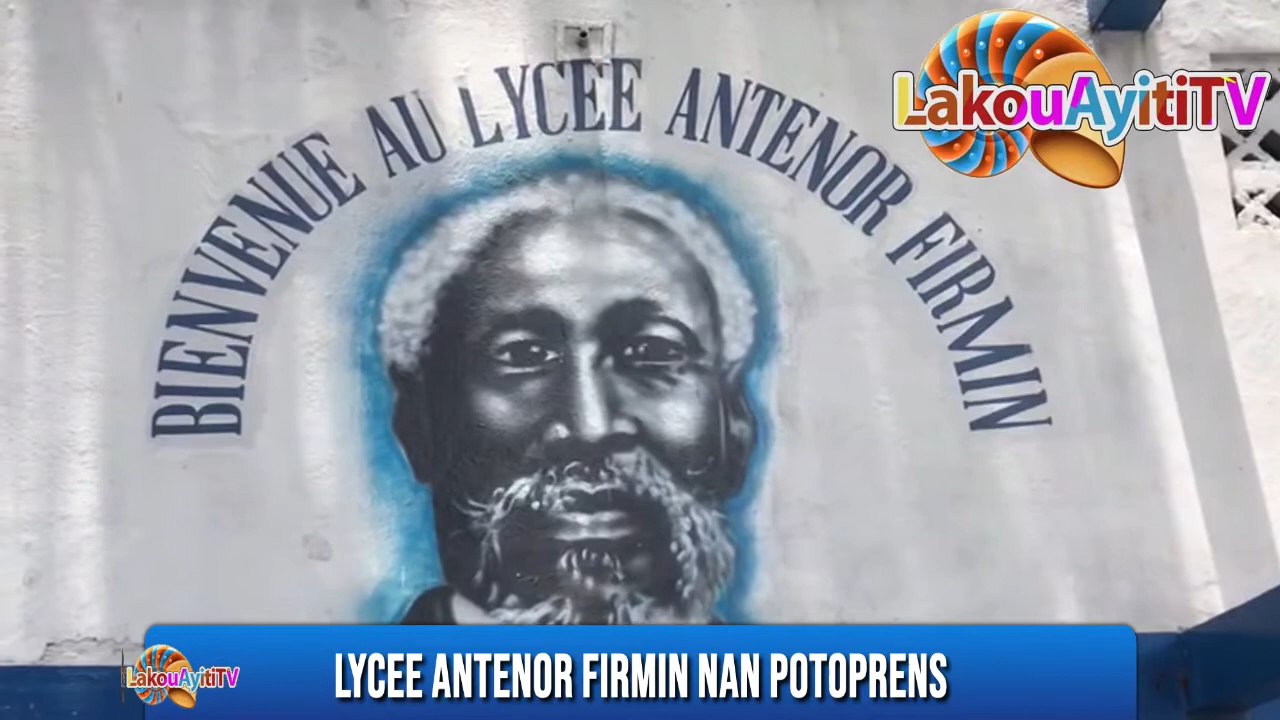 LakouAyitiTV
BIENVENUE AU LYCEE ANTENOR FIRMIN
LakouAyitiTV
LYCEE ANTENOR FIRMIN NAN POTOPRENS